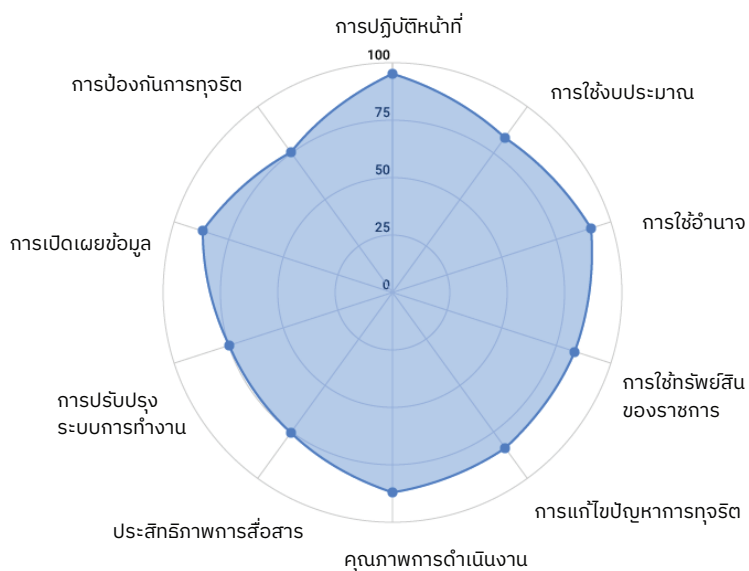 การปฏิบัติหน้าที่
100
การป้องกันการทุจริต
การใช้งบประมาณ
75
50
การใช้อำนาจ
การเปิดเผยข้อมูล
25
0
การใช้ทรัพย์สิน
ของราชการ
การปรับปรุง
ระบบการทำงาน
การแก้ไขปัญหาการทุจริต
ประสิทธิภาพการสื่อสาร
คุณภาพการดำเนินงาน